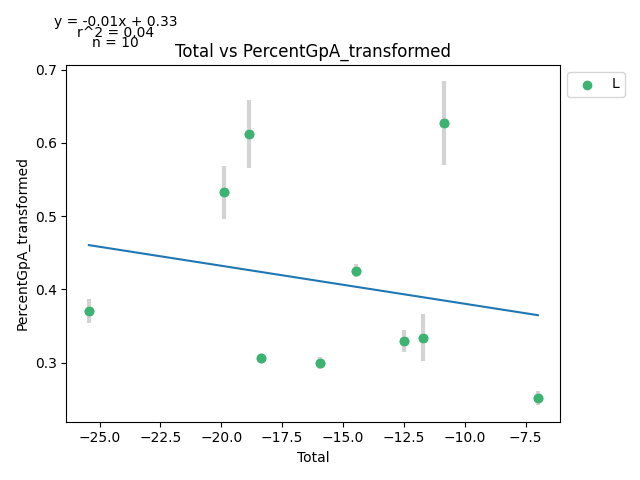 y = -0.01x + 0.33
r^2 = 0.04
n = 10
Total vs PercentGpA_transformed
L
0.7
0.6
0.5
0.4
0.3
PercentGpA_transformed
−25.0 −22.5 −20.0 −17.5 −15.0 −12.5 −10.0 −7.5
Total